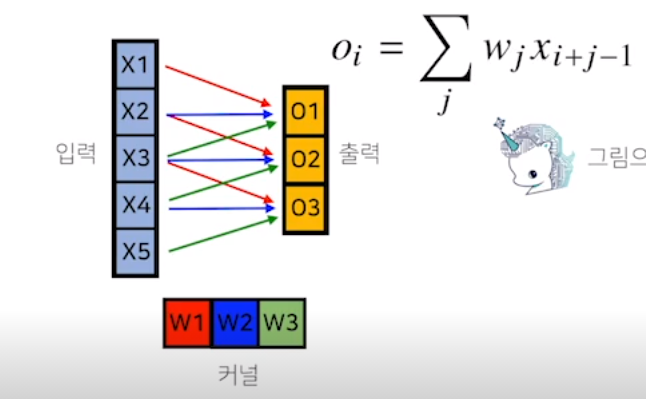 X1
X2
X3
X4
X5
입력
O1
O2
O3
출력
o_i = \sum_j w_j x_{i+j-1}
그림으
W1 W2 W3
커널